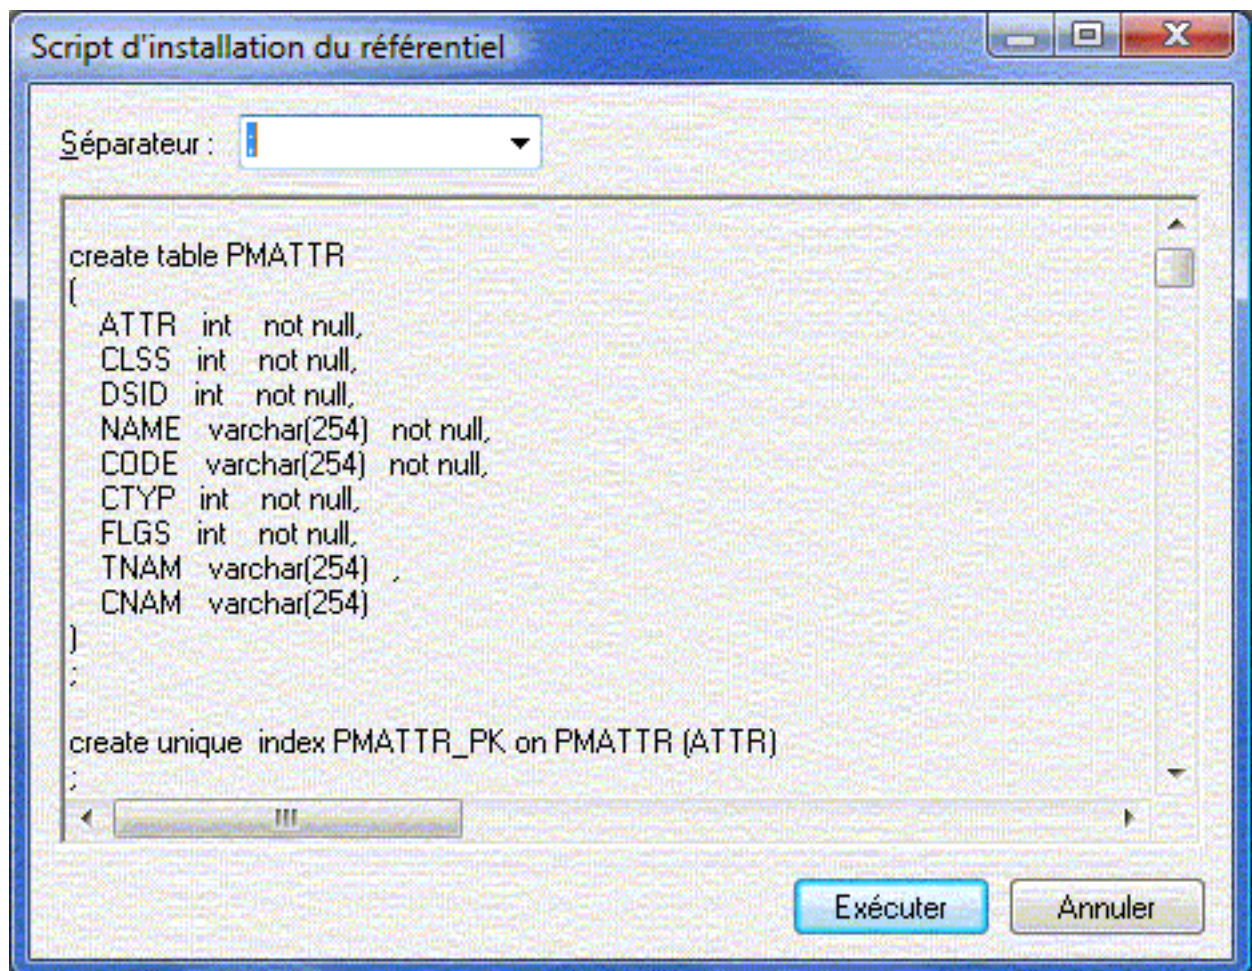 Script d'installation du référentiel
Séparateur : ;
create table PMATTR
(
ATTR int not null,
CLSS int not null,
DSID int not null,
NAME varchar(254) not null,
CODE varchar(254) not null,
CTYP int not null,
FLGS int not null,
TNAM varchar(254) ,
CNAM varchar(254)
)
;
create unique index PMATTR_PK on PMATTR (ATTR)
;
Exécuter Annuler